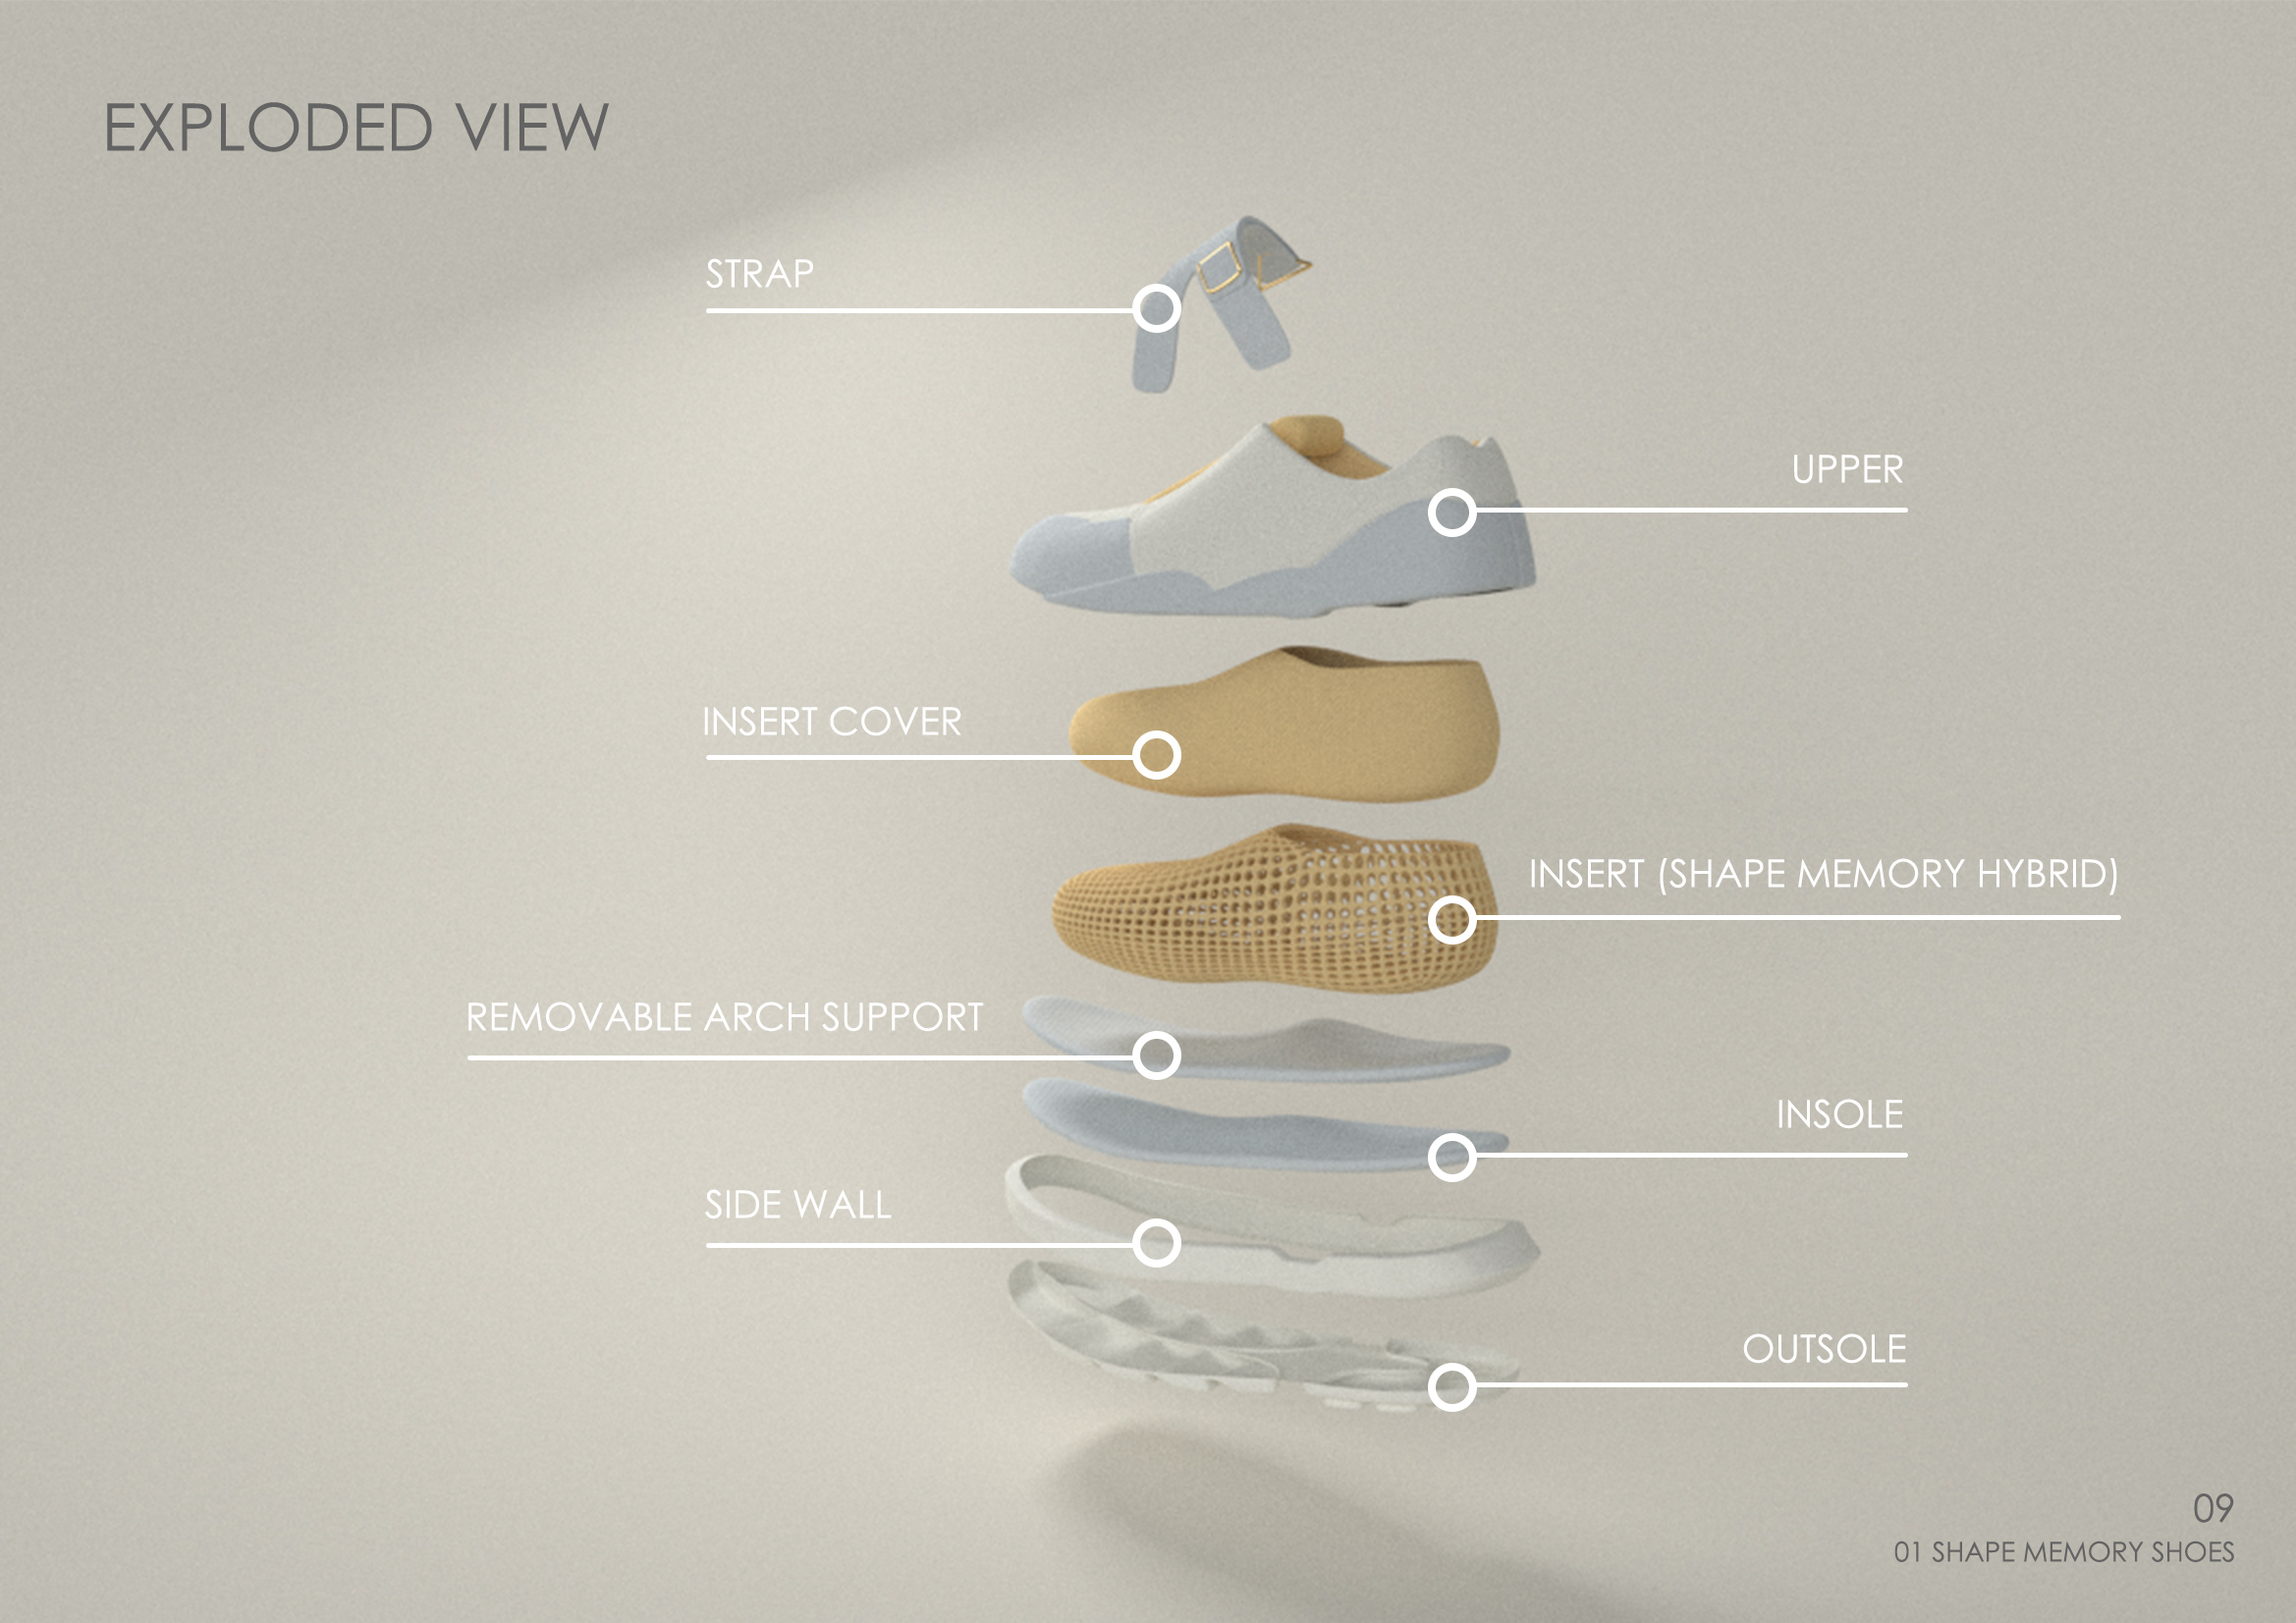 EXPLODED VIEW
STRAP
UPPER
INSERT COVER
INSERT (SHAPE MEMORY HYBRID)
REMOVABLE ARCH SUPPORT
INSOLE
SIDE WALL
OUTSOLE
09
01 SHAPE MEMORY SHOES